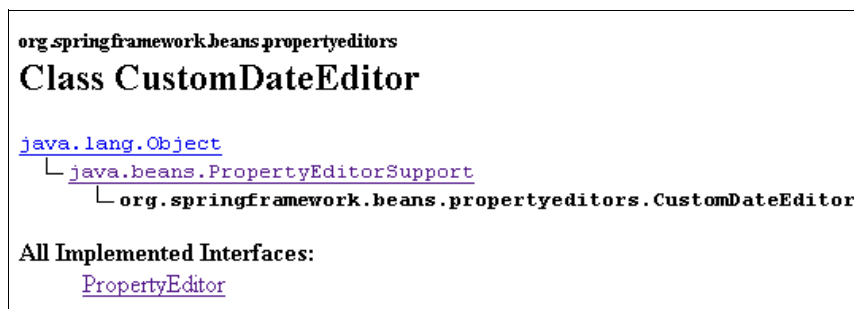 org.springframework.beans.propertyeditors
Class CustomDateEditor
java.lang.Object
java.beans.PropertyEditorSupport
org.springframework.beans.propertyeditors.CustomDateEditor
All Implemented Interfaces:
PropertyEditor